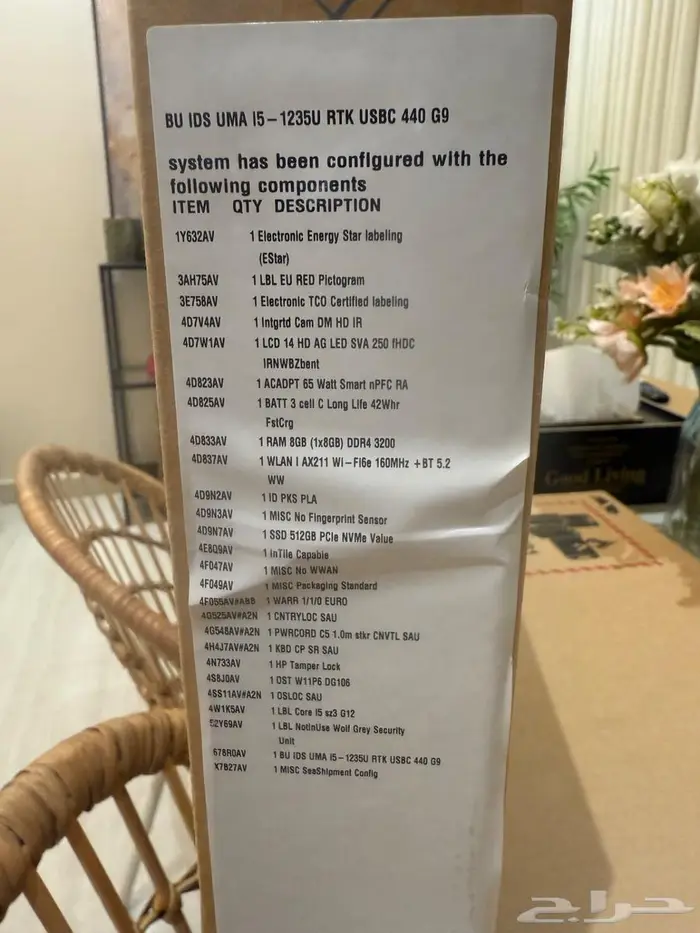 BU IDS UMA I5-1235U RTK USBC 440 G9
system has been configured with the
following components
ITEM QTY DESCRIPTION
1Y632AV 1 Electronic Energy Star labeling
(EStar)
3AH75AV 1 LBL EU RED Pictogram
3E758AV 1 Electronic TCO Certified labeling
4D7V4AV 1 Intgrtd Cam DM HD IR
4D7W1AV 1 LCD 14 HD AG LED SVA 250 fHDC
IRNWBZbent
4D823AV 1 ACADPT 65 Watt Smart nPFC RA
4D825AV 1 BATT 3 cell C Long Life 42Whr
FstCrg
4D833AV 1 RAM 8GB (1x8GB) DDR4 3200
4D837AV 1 WLAN I AX211 Wi-Fi6e 160MHz +BT 5.2
WW
4D9N2AV 1 ID PKS PLA
4D9N3AV 1 MISC No Fingerprint Sensor
4D9N7AV 1 SSD 512GB PCIe NVMe Value
4E8Q9AV 1 inTile Capable
4F047AV 1 MISC No WWAN
4F049AV 1 MISC Packaging Standard
4F055AV#ABB 1 WARR 1/1/0 EURO
4G525AV#A2N 1 CNTRYLOC SAU
4G548AV#A2N 1 PWRCORD C5 1.0m stkr CNVTL SAU
4H4J7AV#A2N 1 KBD CP SR SAU
4N733AV 1 HP Tamper Lock
4S8J0AV 1 OST W11P6 DG106
4SS11AV#A2N 1 OSLOC SAU
4W1K5AV 1 LBL Core I5 sz3 G12
52Y69AV 1 LBL NotinUse Wolf Grey Security
Unit
678R0AV 1 BU IDS UMA I5-1235U RTK USBC 440 G9
X7B27AV 1 MISC SeaShipment Config
Good Living
حراج